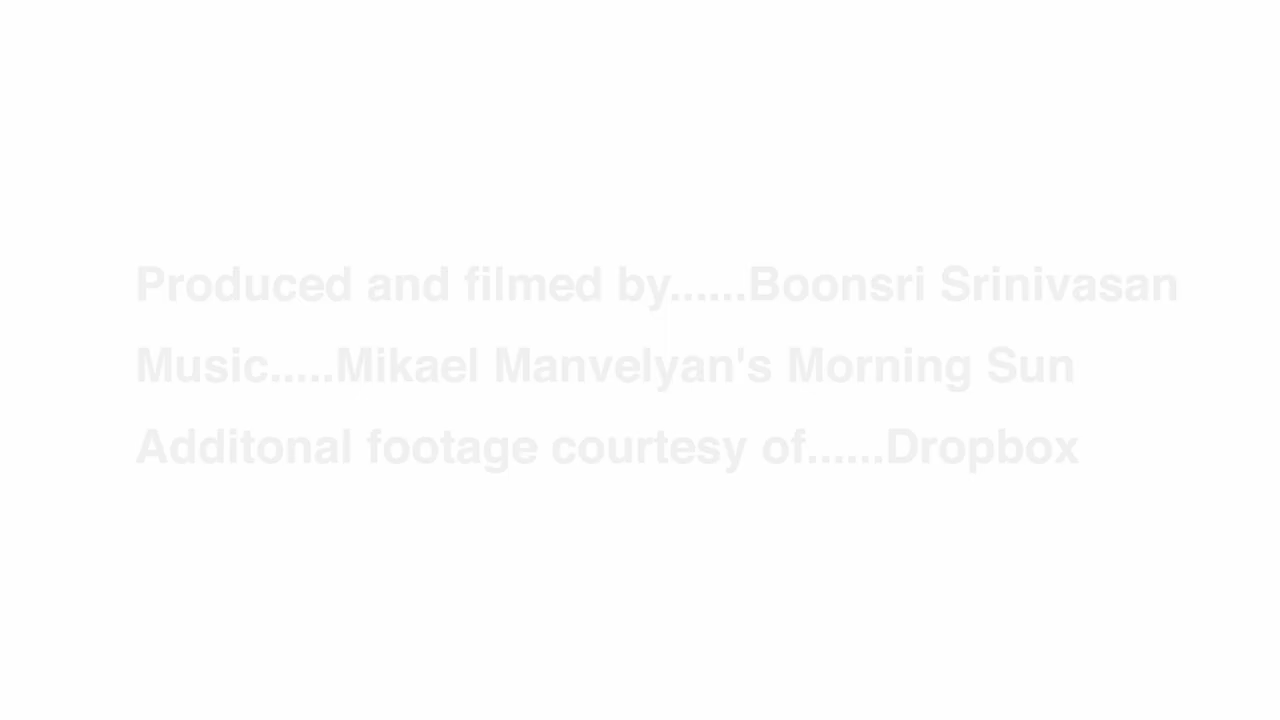 Produced and filmed by......Boonsri Srinivasan
Music.....Mikael Manvelyan's Morning Sun
Additonal footage courtesy of......Dropbox